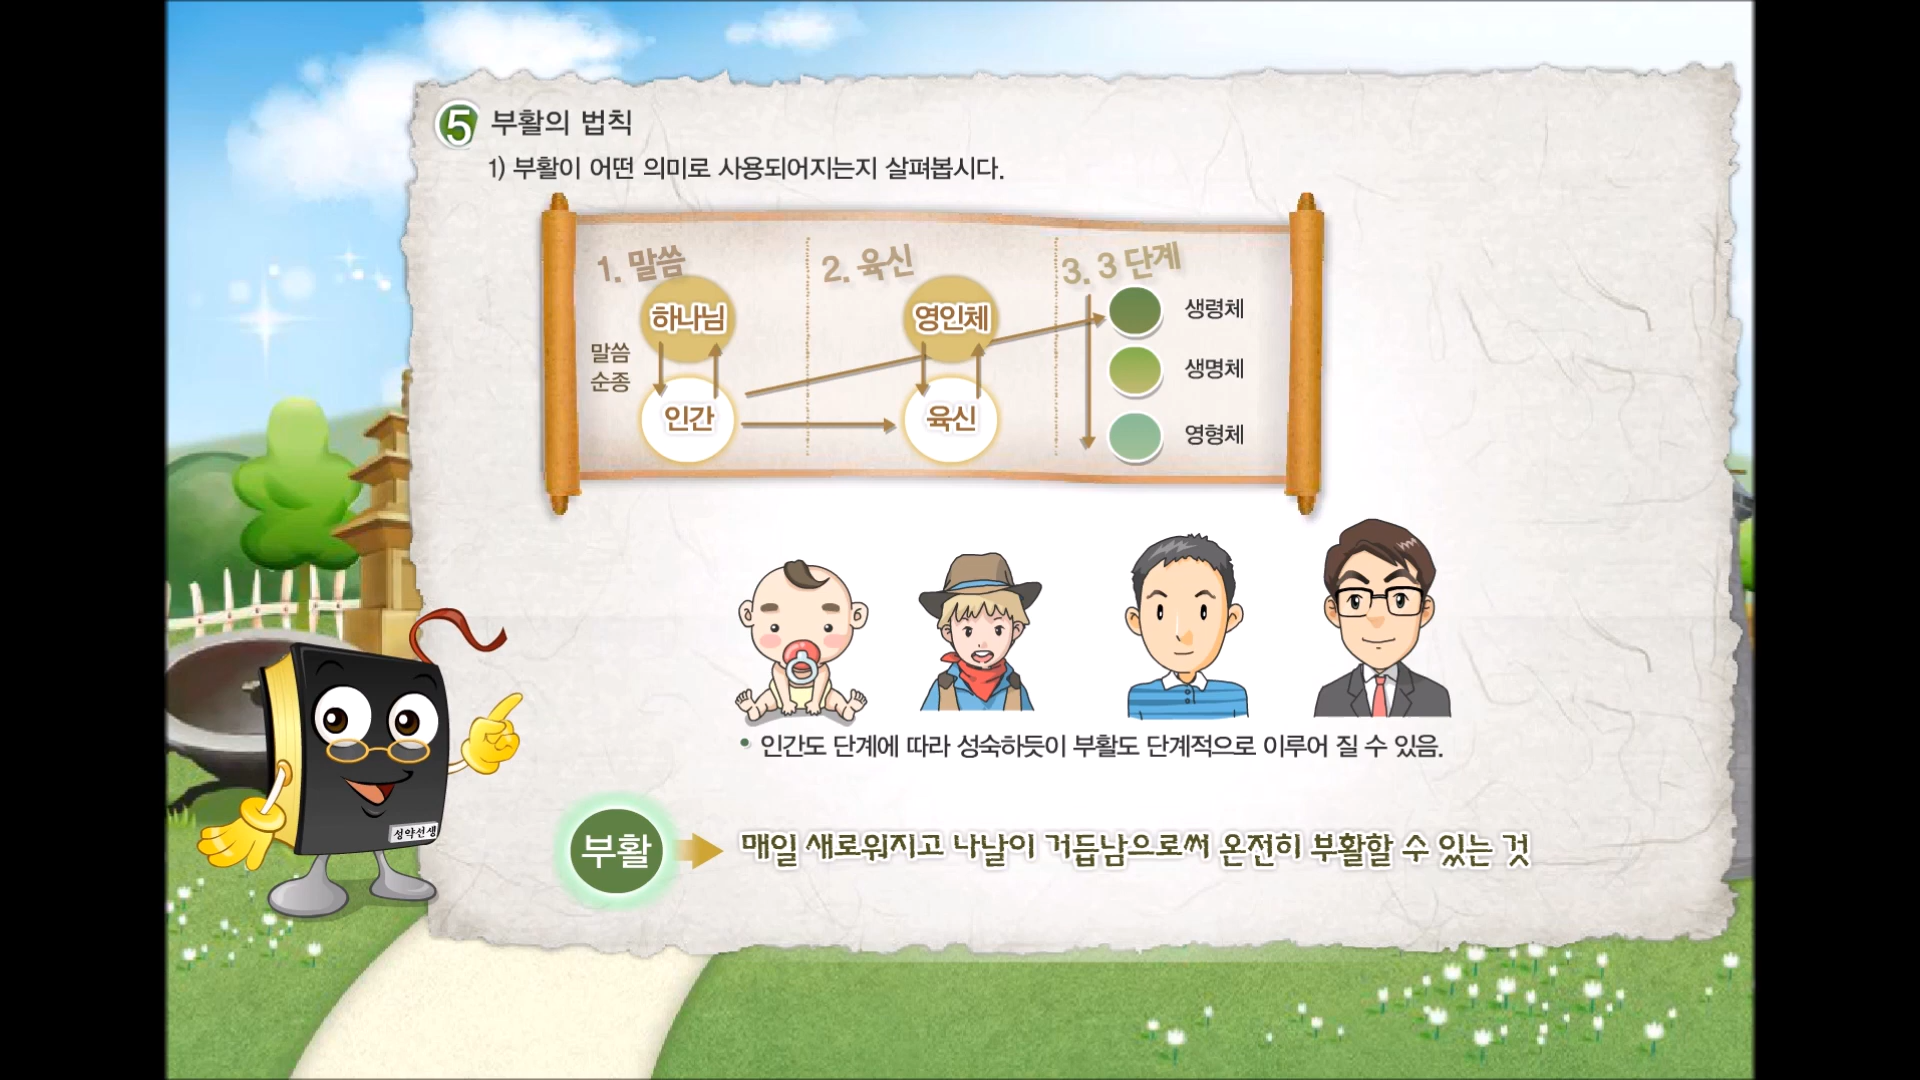 5 부활의 법칙
1) 부활이 어떤 의미로 사용되어지는지 살펴봅시다.
1. 말씀
하나님
말씀
순종
인간
2. 육신
영인체
육신
3. 3 단계
생령체
생명체
영형체
• 인간도 단계에 따라 성숙하듯이 부활도 단계적으로 이루어 질 수 있음.
부활
매일 새로워지고 나날이 거듭남으로써 온전히 부활할 수 있는 것
성약선생